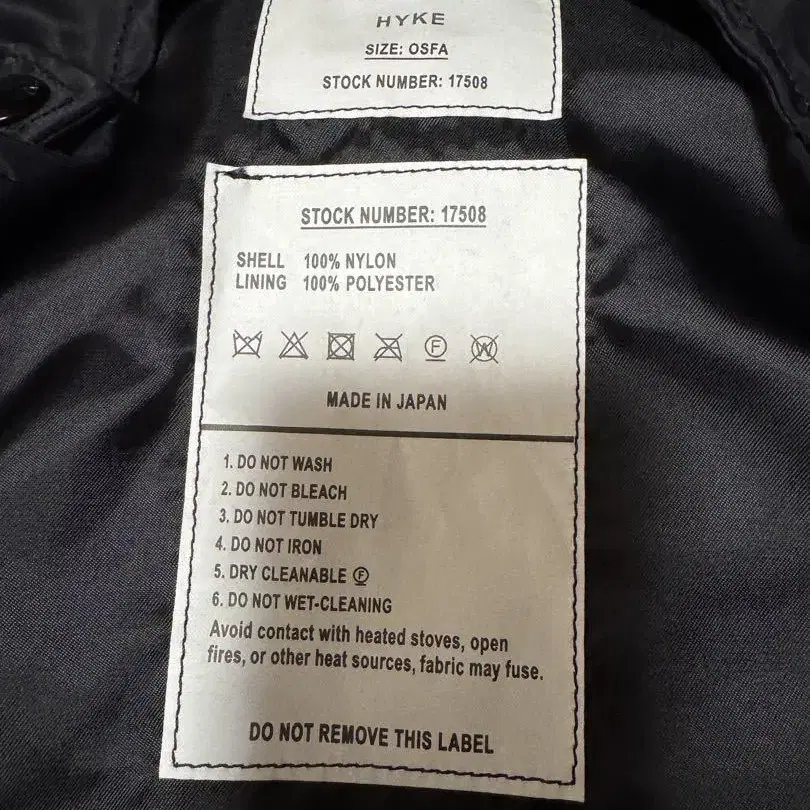 HYKE
SIZE: OSFA
STOCK NUMBER: 17508
STOCK NUMBER: 17508
SHELL 100% NYLON
LINING 100% POLYESTER
F W
MADE IN JAPAN
1. DO NOT WASH
2. DO NOT BLEACH
3. DO NOT TUMBLE DRY
4. DO NOT IRON
5. DRY CLEANABLE Ⓕ
6. DO NOT WET-CLEANING
Avoid contact with heated stoves, open
fires, or other heat sources, fabric may fuse.
DO NOT REMOVE THIS LABEL